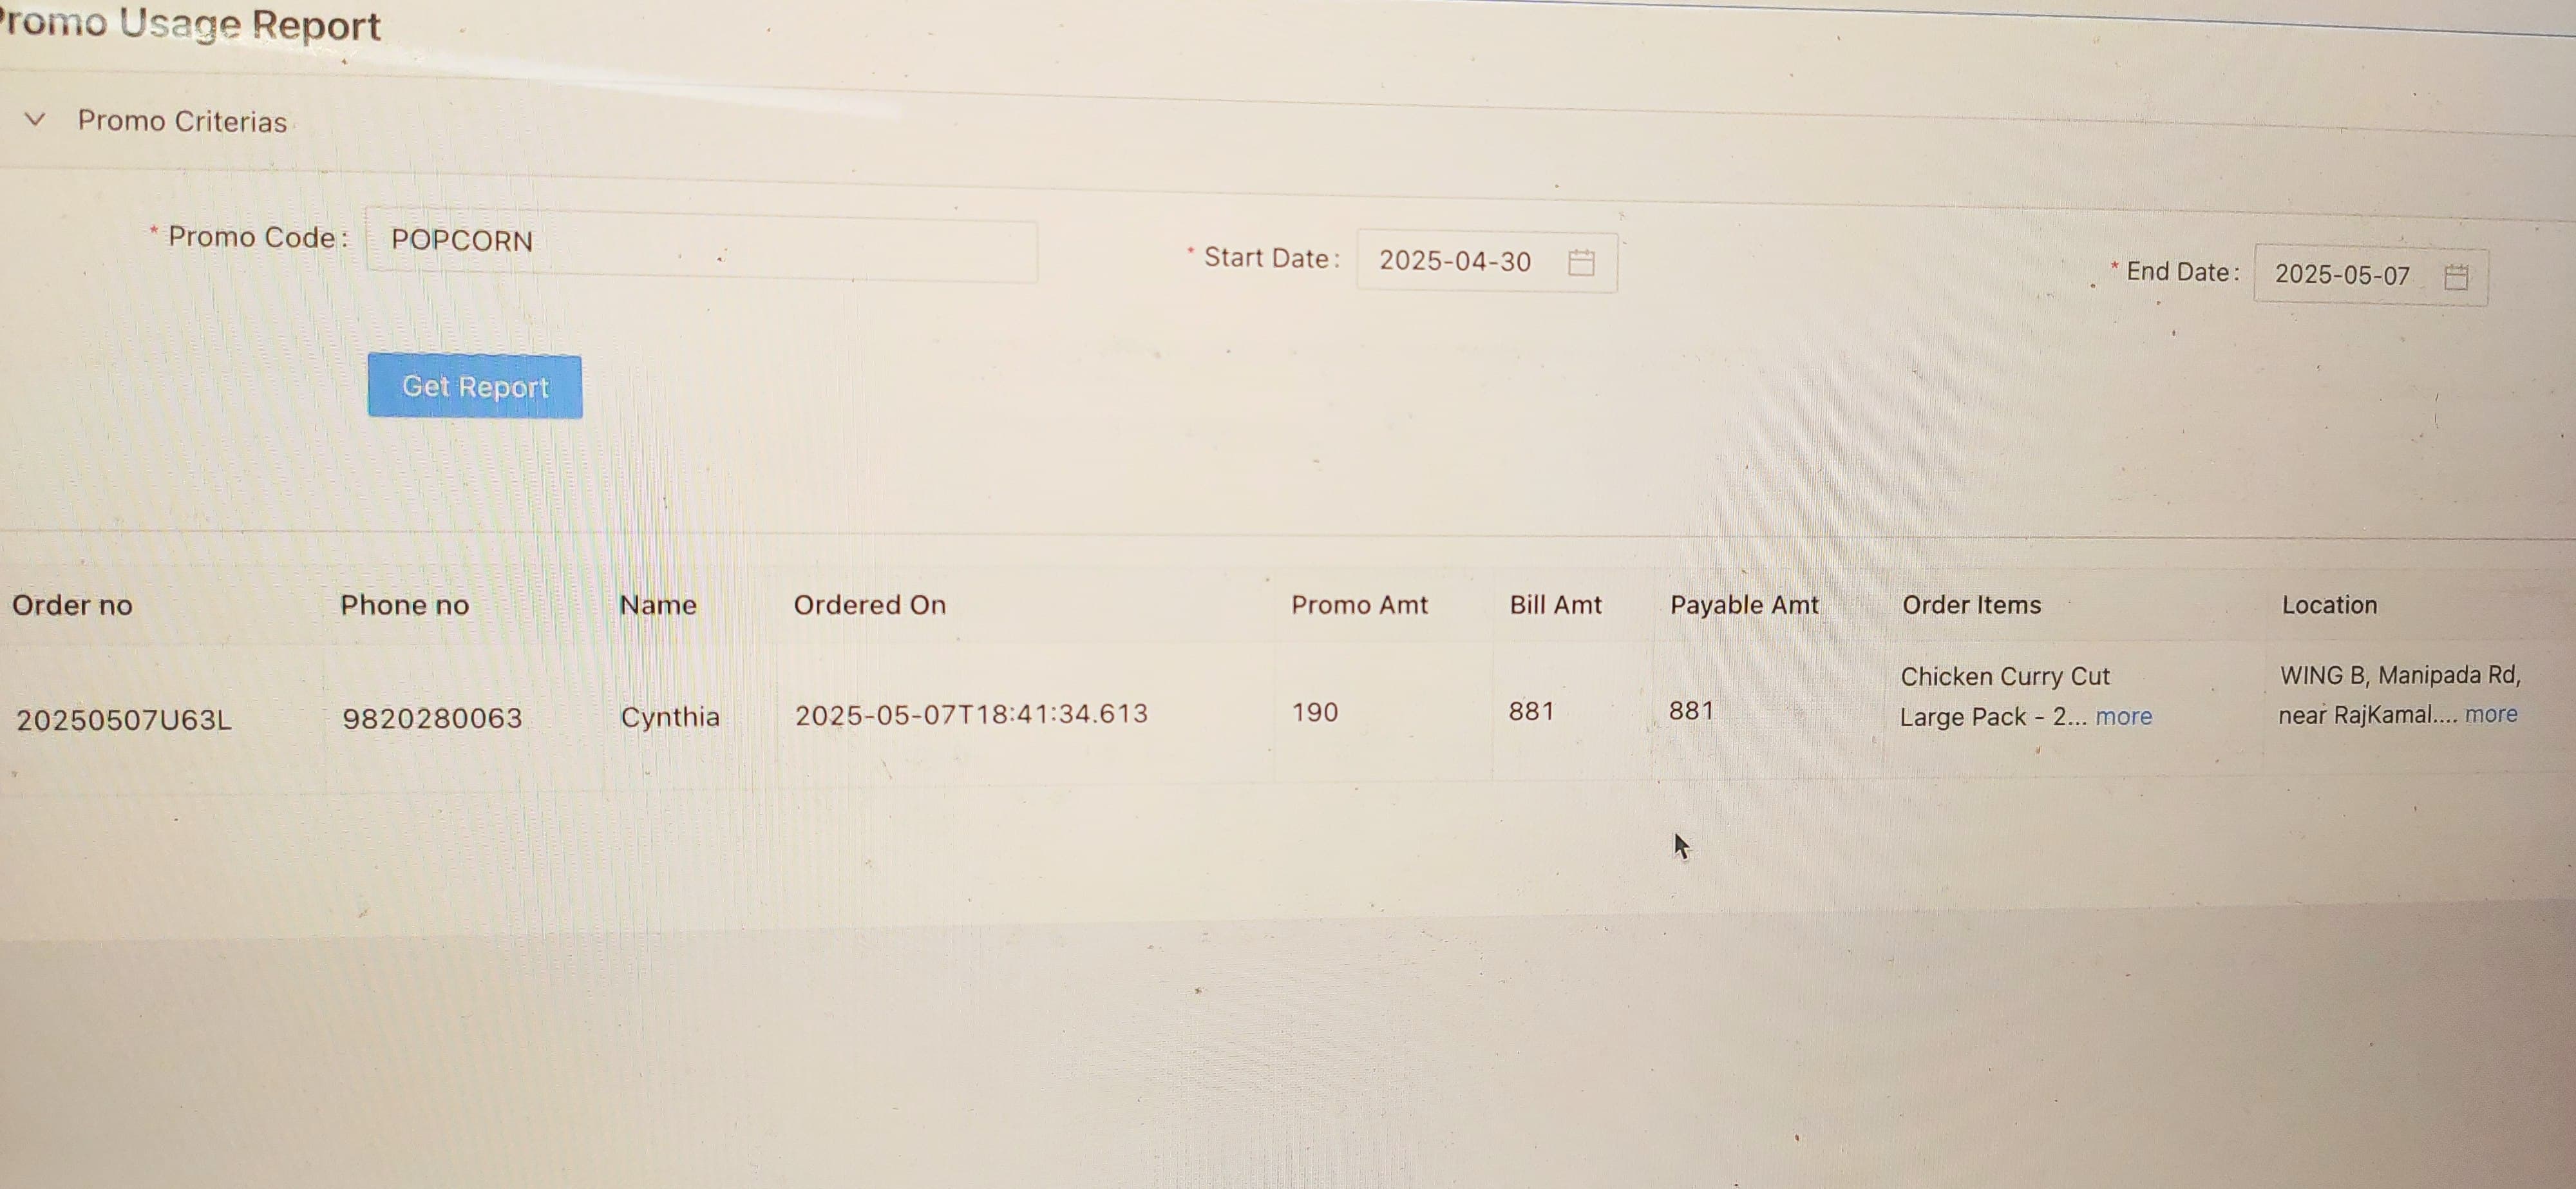 Promo Usage Report
Promo Criterias
* Promo Code: POPCORN
* Start Date: 2025-04-30
* End Date: 2025-05-07
Get Report
Order no Phone no Name Ordered On Promo Amt Bill Amt Payable Amt Order Items Location
20250507U63L 9820280063 Cynthia 2025-05-07T18:41:34.613 190 881 881 Chicken Curry Cut
Large Pack - 2... more
WING B, Manipada Rd,
near RajKamal.... more